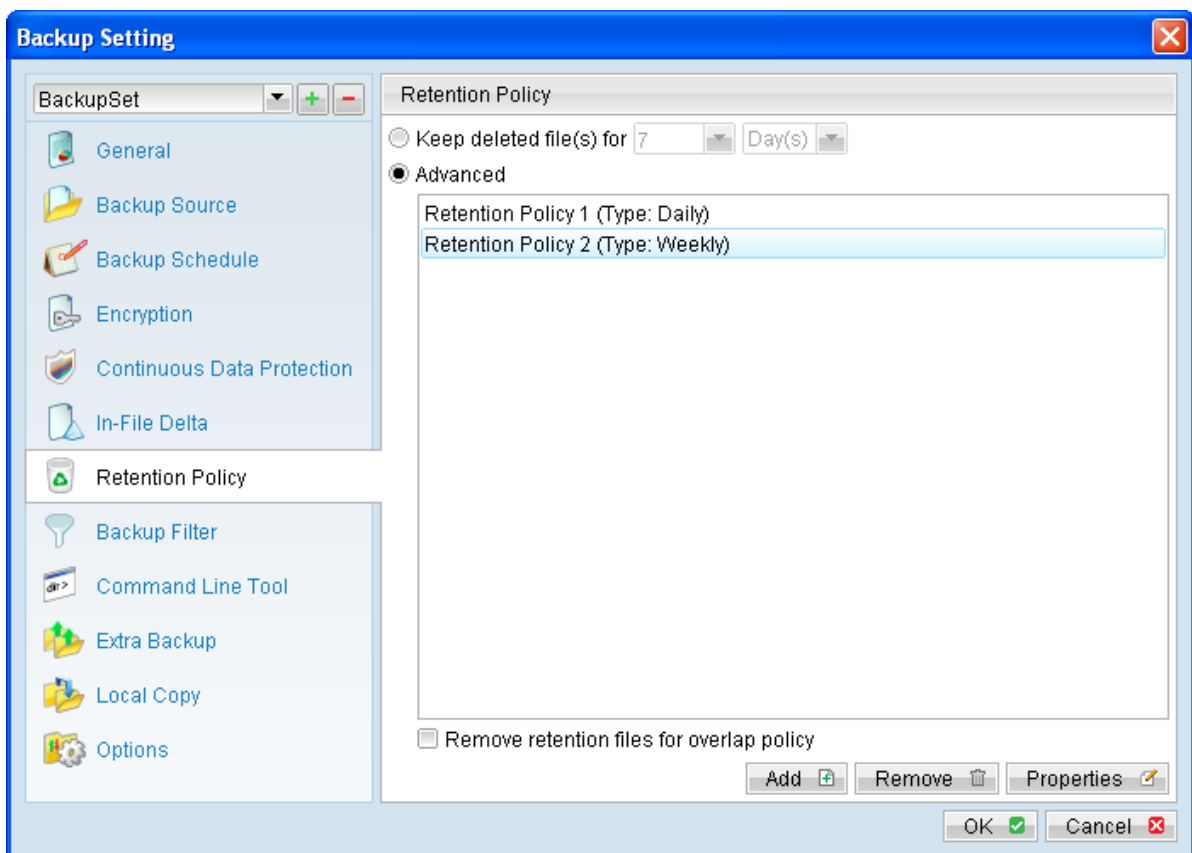 Backup Setting
BackupSet
General
Backup Source
Backup Schedule
Encryption
Continuous Data Protection
In-File Delta
Retention Policy
Backup Filter
dir>
Command Line Tool
Extra Backup
Local Copy
Options
Retention Policy
Keep deleted file(s) for 7 Day(s)
Advanced
Retention Policy 1 (Type: Daily)
Retention Policy 2 (Type: Weekly)
Remove retention files for overlap policy
Add Remove Properties
OK Cancel